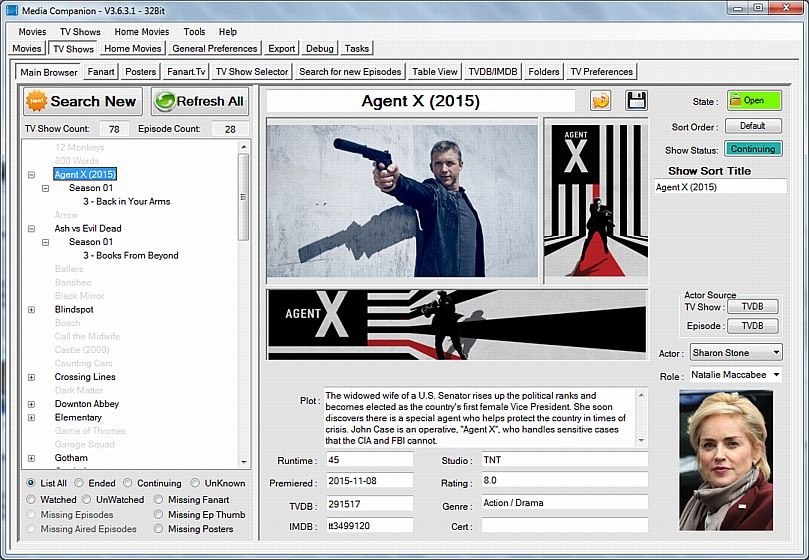 Media Companion - V3.6.3.1 - 32Bit
Movies TV Shows Home Movies Tools Help
Movies TV Shows Home Movies General Preferences Export Debug Tasks
Main Browser Fanart Posters Fanart.Tv TV Show Selector Search for new Episodes Table View TVDB/IMDB Folders TV Preferences
New! Search New Refresh All
TV Show Count: 78 Episode Count: 28
12 Monkeys
800 Words
Agent X (2015)
Season 01
3 - Back in Your Arms
Arrow
Ash vs Evil Dead
Season 01
3 - Books From Beyond
Ballers
Banshee
Black Mirror
Blindspot
Bosch
Call the Midwife
Castle (2009)
Counting Cars
Crossing Lines
Dark Matter
Downton Abbey
Elementary
Game of Thrones
Garage Squad
Gotham
List All Ended Continuing UnKnown
Watched UnWatched Missing Fanart
Missing Episodes Missing Ep Thumb
Missing Aired Episodes Missing Posters
Agent X (2015)
AGENT
X
AGENT X
Plot :
The widowed wife of a U.S. Senator rises up the political ranks and
becomes elected as the country's first female Vice President. She soon
discovers there is a special agent who helps protect the country in times of
crisis. John Case is an operative, "Agent X", who handles sensitive cases
that the CIA and FBI cannot.
Runtime : 45 Studio : TNT
Premiered : 2015-11-08 Rating : 8.0
TVDB : 291517 Genre : Action / Drama
IMDB : tt3499120 Cert :
State : Open
Sort Order : Default
Show Status: Continuing
Show Sort Title
Agent X (2015)
Actor Source
TV Show : TVDB
Episode : TVDB
Actor : Sharon Stone
Role : Natalie Maccabee